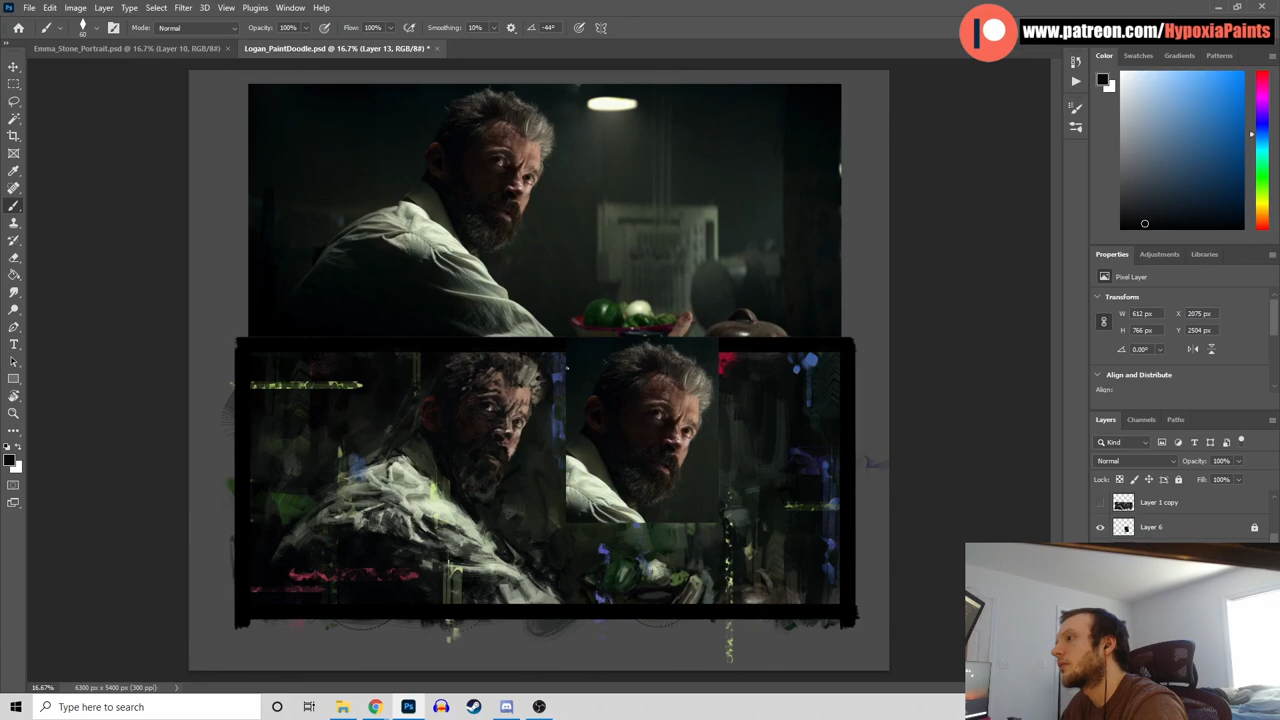 File Edit Image Layer Type Select Filter 3D View Plugins Window Help
www.patreon.com/HypoxiaPaints
60 Mode: Normal Opacity: 100% Flow: 100% Smoothing: 10% -44°
Emma_Stone_Portrait.psd @ 16.7% (Layer 10, RGB/8#) × Logan_PaintDoodle.psd @ 16.7% (Layer 13, RGB/8#) * ×
Color Swatches Gradients Patterns
Properties Adjustments Libraries
Pixel Layer
Transform
W 612 px X 2075 px
H 766 px Y 2504 px
0.00°
Align and Distribute
Align:
Layers Channels Paths
Kind
Normal Opacity: 100%
Lock: Fill: 100%
Layer 1 copy
Layer 6
16.67% 6300 px x 5400 px (300 ppi)
Type here to search
Ps